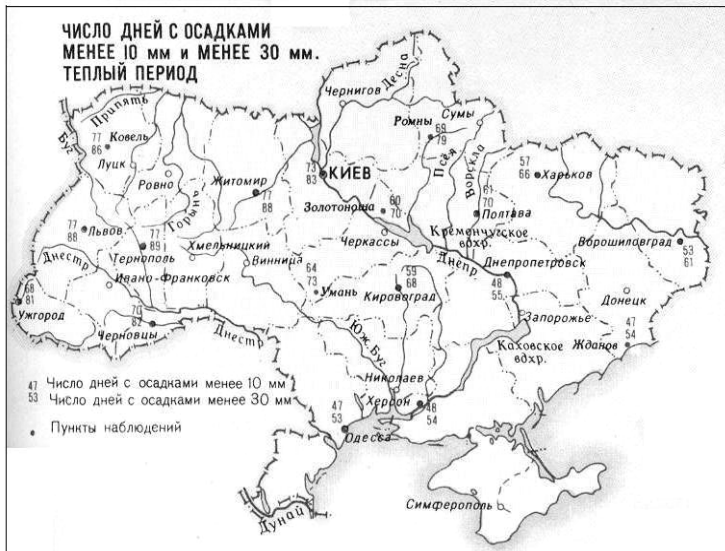 ЧИСЛО ДНЕЙ С ОСАДКАМИ
МЕНЕЕ 10 мм и МЕНЕЕ 30 мм.
ТЕПЛЫЙ ПЕРИОД
Десна
Чернигов
Припять
Сумы
Ромны
69
79
Буг
77
86
Ковель
Луцк
Псёл
Ворскла
57
66
Харьков
Ровно
Житомир
73
83
КИЕВ
77
88
Горынь
60
70
Золотоноша
61
70
Полтава
77
88
Львов
77
89
Тернополь
Хмельницкий
Черкассы
Кременчугское
вдхр.
Ворошиловград
53
61
Днестр
Винница
Днепр
Днепропетровск
48
55
Ивано-Франковск
64
73
Умань
59
68
Кировоград
Донецк
68
81
Ужгород
70
82
Черновцы
Днестр
Запорожье
Юж. Буг
Каховское
вдхр.
Жданов
47
54
47 Число дней с осадками менее 10 мм
53 Число дней с осадками менее 30 мм
Николаев
Херсон
48
54
Пункты наблюдений
47
53
Одесса
Симферополь
Дунай